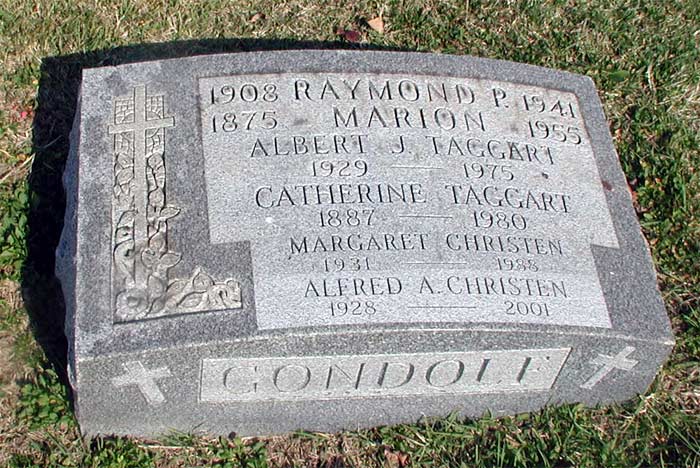 1908 RAYMOND P. 1941
1875 - MARION - 1955
ALBERT J. TAGGART
1929 — 1975
CATHERINE TAGGART
1887 — 1980
MARGARET CHRISTEN
1931 — 1988
ALFRED A. CHRISTEN
1928 — 2001
GONDOLF